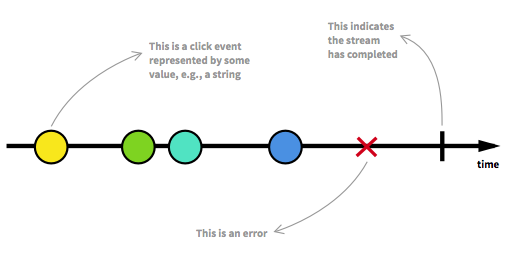 This is a click event
represented by some
value, e.g., a string
This indicates
the stream
has completed
time
This is an error